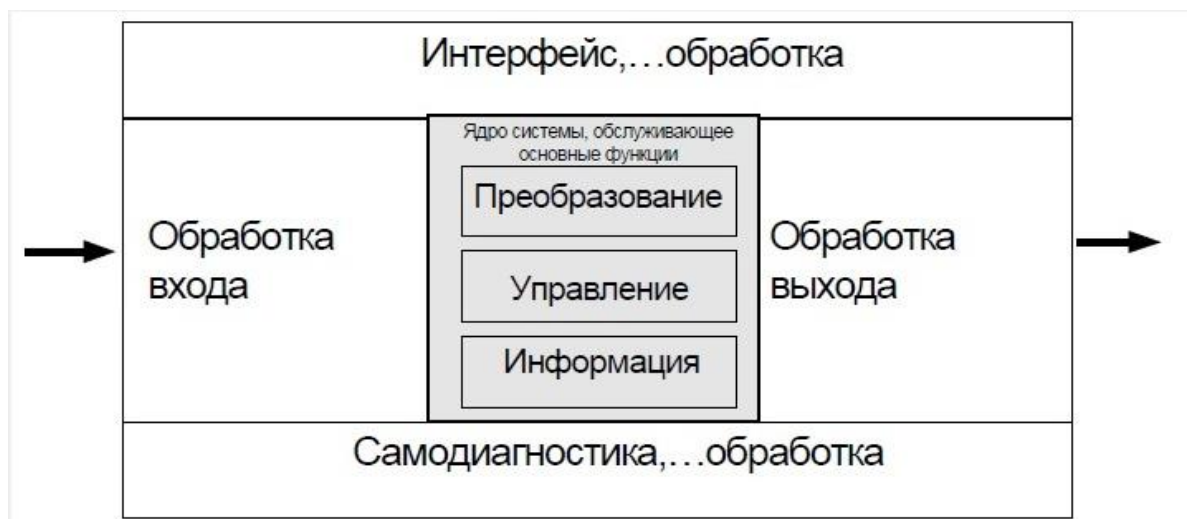 Интерфейс,…обработка
Ядро системы, обслуживающее
основные функции
Преобразование
Обработка
входа
Управление
Обработка
выхода
Информация
Самодиагностика,…обработка